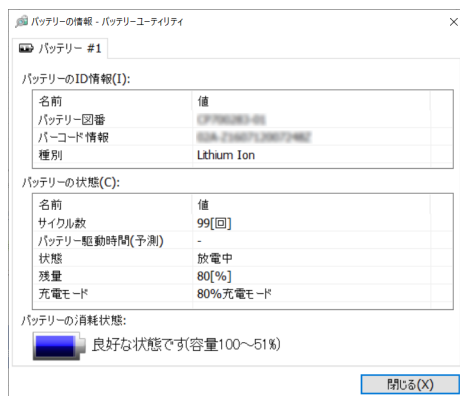 バッテリーの情報 - バッテリーユーティリティ
バッテリー #1
バッテリーのID情報(I):
名前 値
バッテリー図番
バーコード情報
種別 Lithium Ion
バッテリーの状態(C):
名前 値
サイクル数 99[回]
バッテリー駆動時間(予測) -
状態 放電中
残量 80[%]
充電モード 80%充電モード
バッテリーの消耗状態:
良好な状態です(容量100～51%)
閉じる(X)